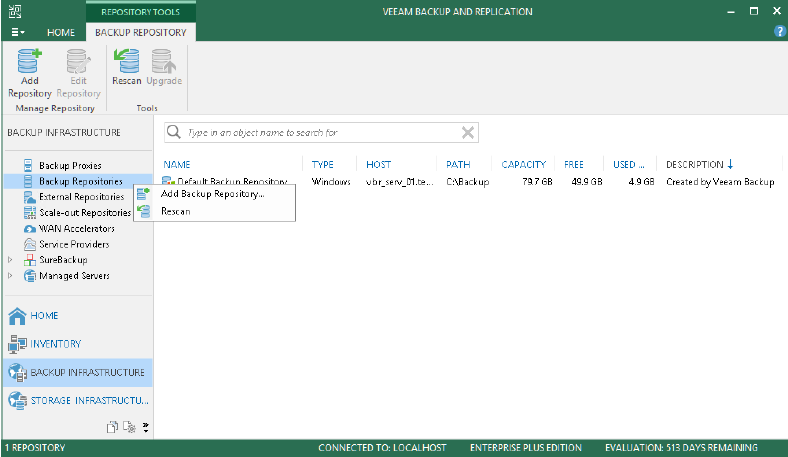 REPOSITORY TOOLS
VEEAM BACKUP AND REPLICATION
HOME
BACKUP REPOSITORY
Add Repository
Edit Repository
Rescan
Upgrade
Manage Repository
Tools
BACKUP INFRASTRUCTURE
Type in an object name to search for
Backup Proxies
Backup Repositories
External Repositories
Scale-out Repositories
WAN Accelerators
Service Providers
SureBackup
Managed Servers
NAME TYPE HOST PATH CAPACITY FREE USED ... DESCRIPTION
Default Backup Repository Windows vbr_serv_01.te... C:\Backup 79.7 GB 49.9 GB 4.9 GB Created by Veeam Backup
Add Backup Repository...
Rescan
HOME
INVENTORY
BACKUP INFRASTRUCTURE
STORAGE INFRASTRUCTU...
1 REPOSITORY
CONNECTED TO: LOCALHOST
ENTERPRISE PLUS EDITION
EVALUATION: 513 DAYS REMAINING